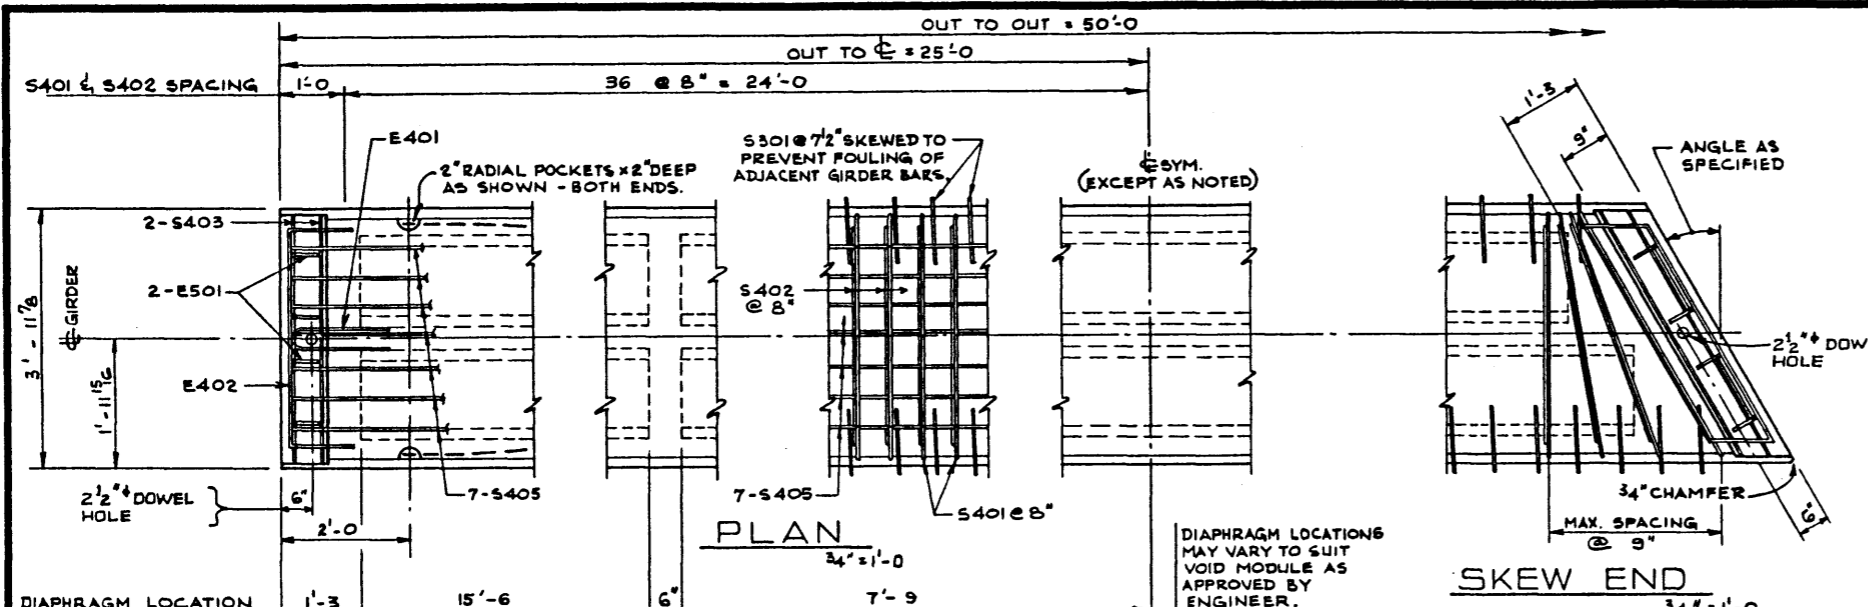 OUT TO OUT = 50'-0
OUT TO ℄ = 25'-0
S401 & S402 SPACING
1'-0
36 @ 8" = 24'-0
E401
2" RADIAL POCKETS x 2" DEEP
AS SHOWN - BOTH ENDS.
S301 @ 7½" SKEWED TO
PREVENT FOULING OF
ADJACENT GIRDER BARS.
℄ SYM.
(EXCEPT AS NOTED)
1'-3
9"
ANGLE AS
SPECIFIED
2-S403
2-E501
E402
℄ GIRDER
3'-11⅞
1'-11 15/16
S402
@ 8"
2½"ϕ DOW
HOLE
2½"ϕ DOWEL
HOLE
6"
2'-0
7-S405
7-S405
S401 @ 8"
PLAN
¾" = 1'-0
¾" CHAMFER
6"
MAX. SPACING
@ 9"
DIAPHRAGM LOCATIONS
MAY VARY TO SUIT
VOID MODULE AS
APPROVED BY
ENGINEER.
SKEW END
¾" = 1'-0
DIAPHRAGM LOCATION
1'-3
15'-6
6"
7'-9